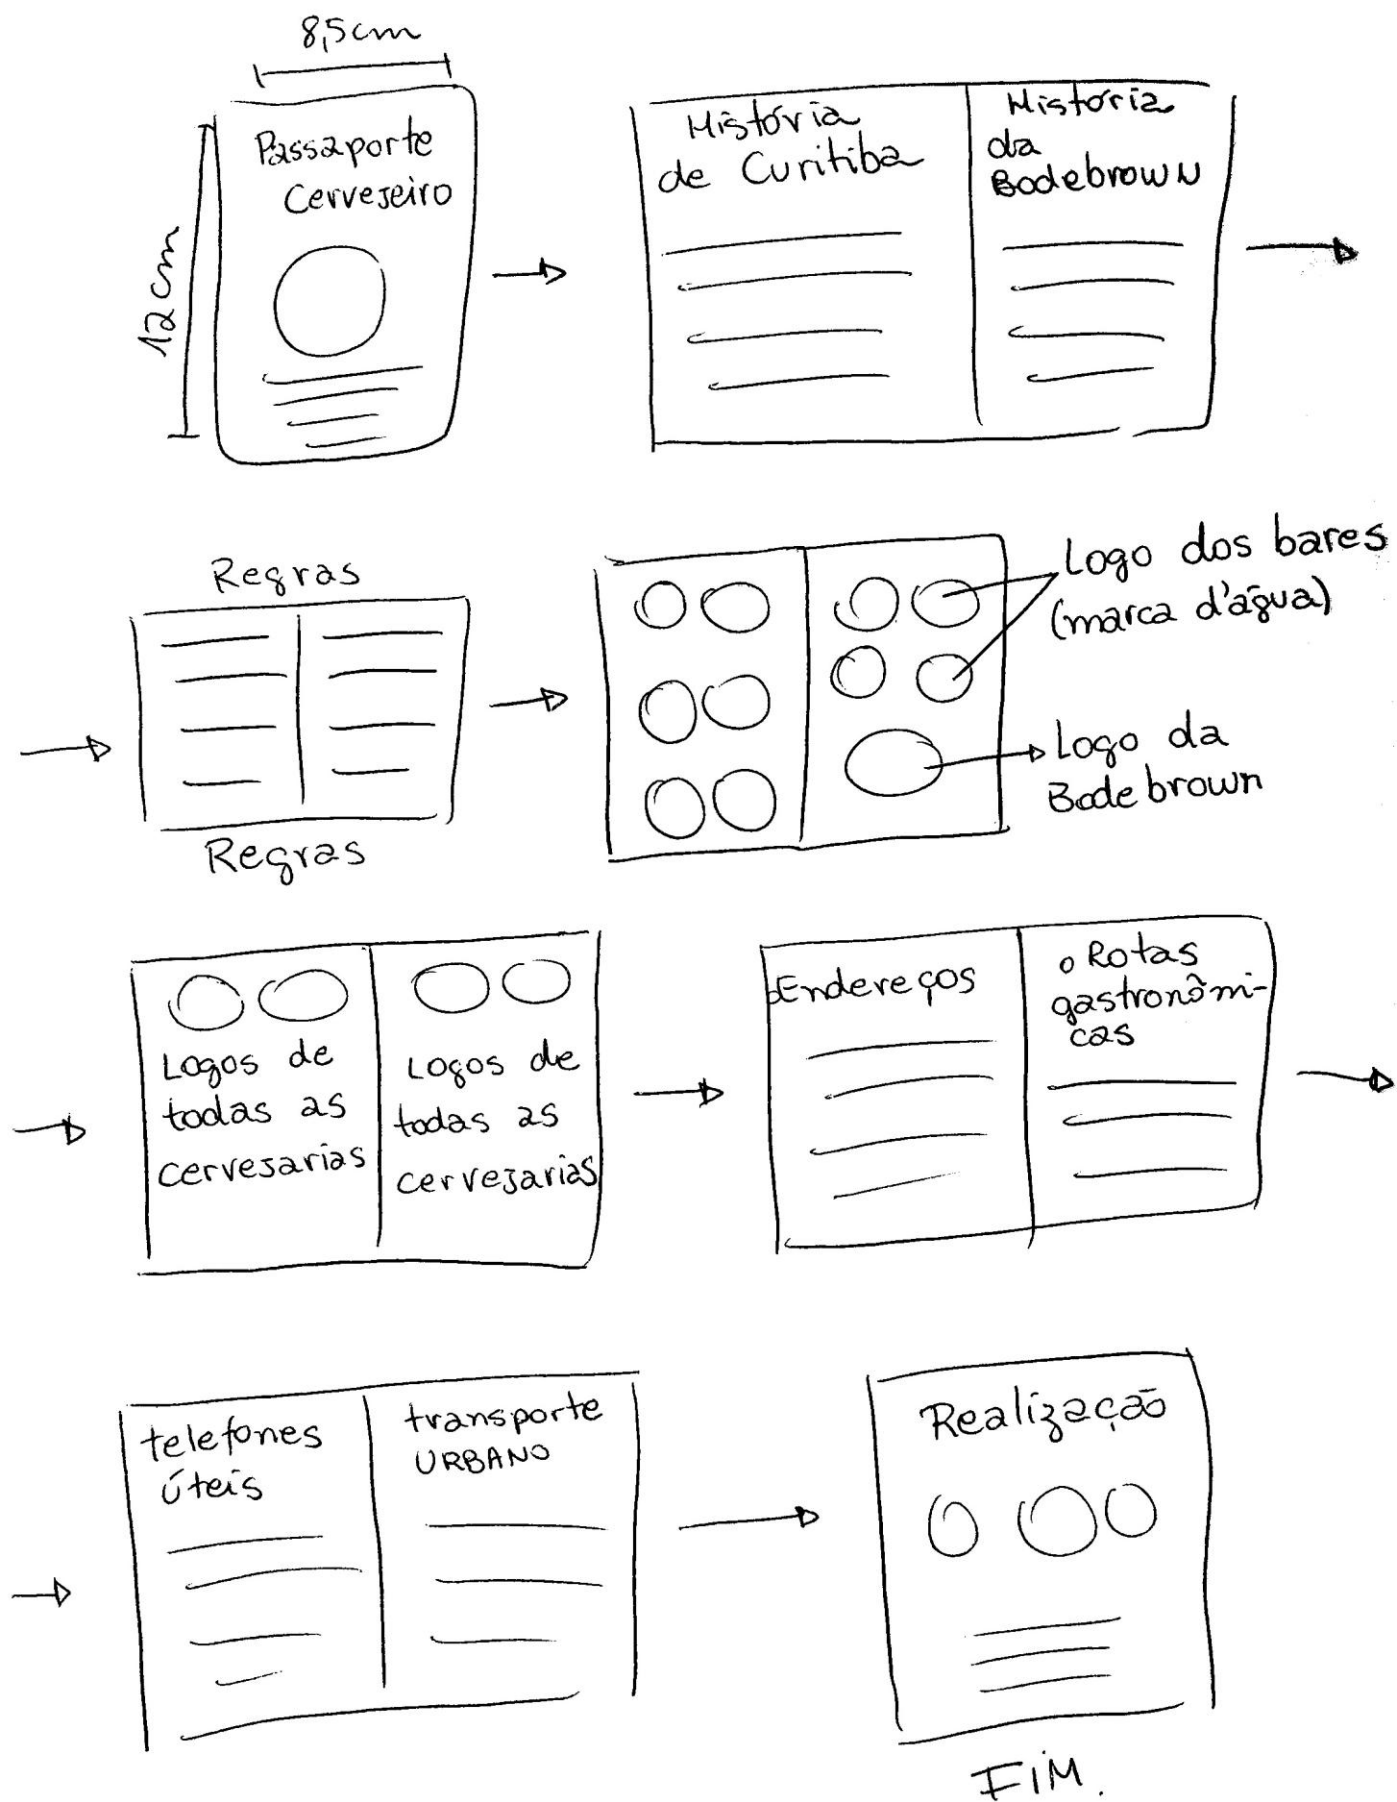 8,5cm
12cm
Passaporte
Cervejeiro
História
de Curitiba
História
da
Bodebrown
Regras
Regras
Logo dos bares
(marca d'água)
Logo da
Bodebrown
Logos de
todas as
cervejarias
Logos de
todas as
cervejarias
Endereços
o Rotas
gastronômi-
cas
telefones
úteis
transporte
URBANO
Realização
FIM.